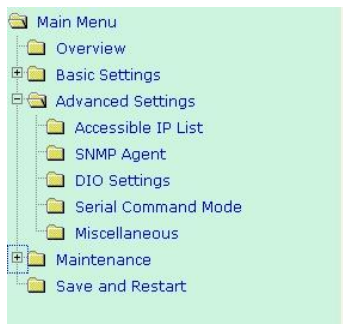 Main Menu
Overview
Basic Settings
Advanced Settings
Accessible IP List
SNMP Agent
DIO Settings
Serial Command Mode
Miscellaneous
Maintenance
Save and Restart